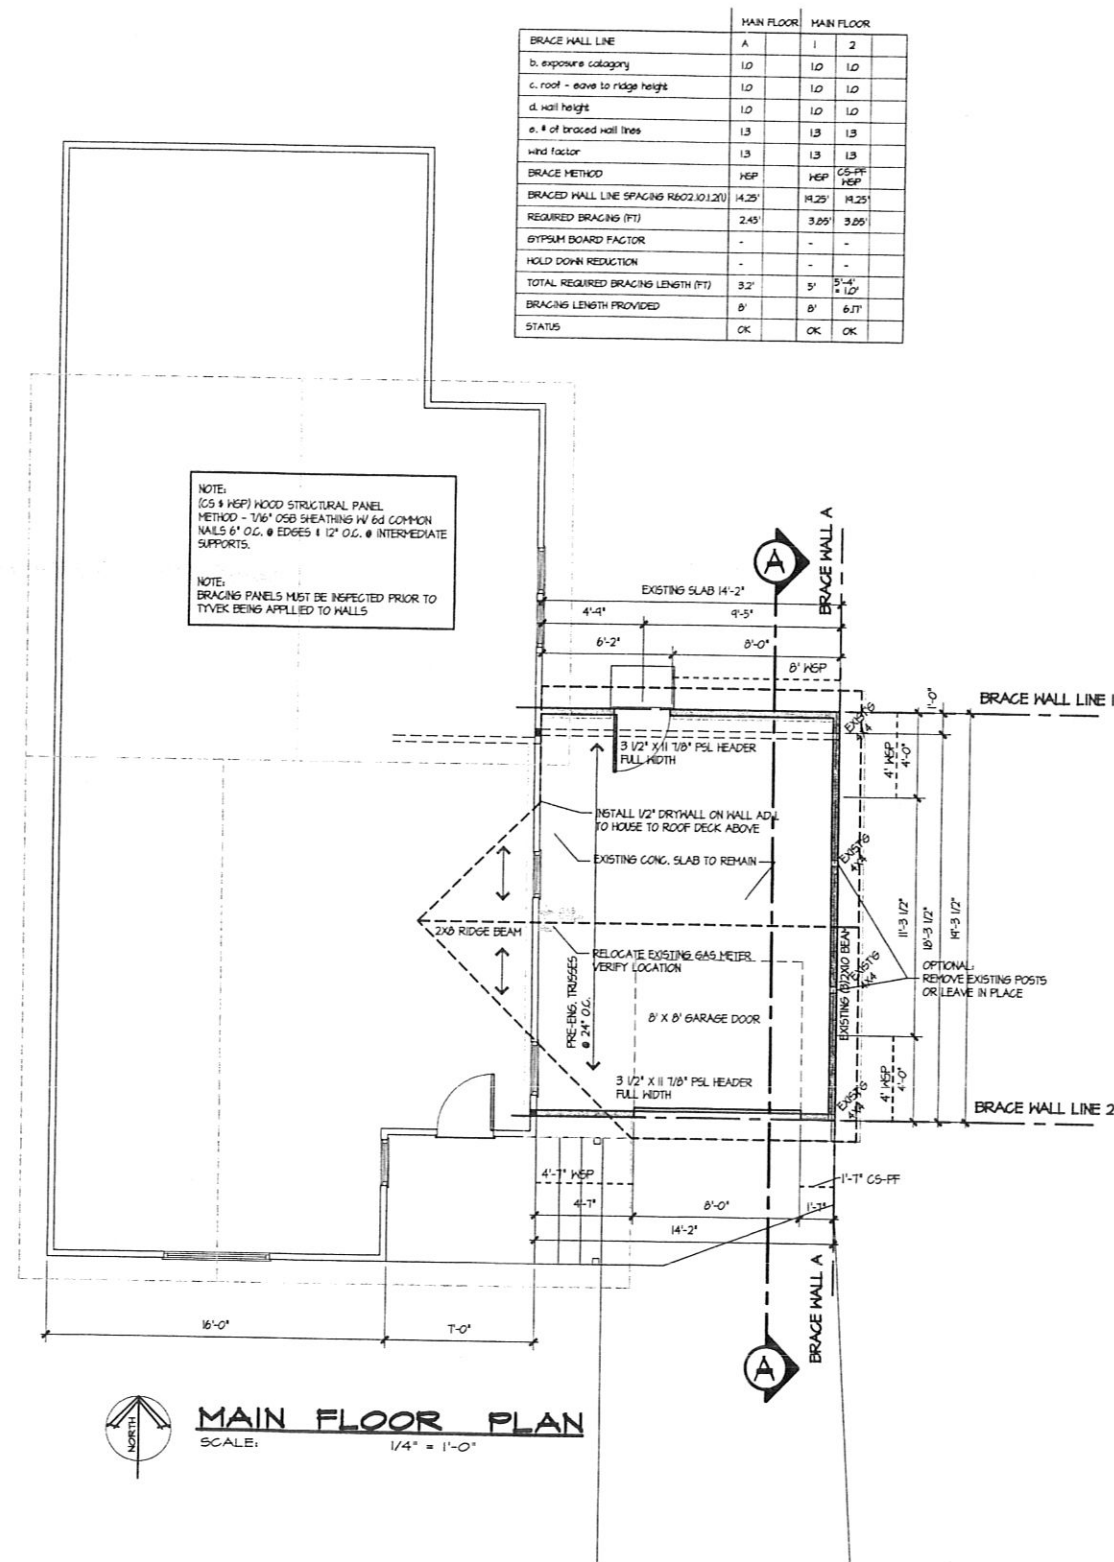 MAIN FLOOR MAIN FLOOR
BRACE WALL LINE A 1 2
b. exposure catagory 1.0 1.0 1.0
c. roof - eave to ridge height 1.0 1.0 1.0
d. wall height 1.0 1.0 1.0
e. # of braced wall lines 1.3 1.3 1.3
wind factor 1.3 1.3 1.3
BRACE METHOD WSP WSP CS-PF WSP
BRACED WALL LINE SPACING R602.10.1.2(1) 14.25' 19.25' 19.25'
REQUIRED BRACING (FT) 2.45' 3.85' 3.85'
GYPSUM BOARD FACTOR - - -
HOLD DOWN REDUCTION - - -
TOTAL REQUIRED BRACING LENGTH (FT) 3.2' 5' 5'-4' = 1.0'
BRACING LENGTH PROVIDED 8' 8' 6.17'
STATUS OK OK OK
NOTE:
(CS & WSP) WOOD STRUCTURAL PANEL
METHOD - 7/16" OSB SHEATHING W/ 6d COMMON
NAILS 6" O.C. @ EDGES & 12" O.C. @ INTERMEDIATE
SUPPORTS.
NOTE:
BRACING PANELS MUST BE INSPECTED PRIOR TO
TYVEK BEING APPLLIED TO WALLS
A
BRACE WALL A
EXISTING SLAB 14'-2"
4'-9" 9'-5"
6'-2" 8'-0"
8' WSP
1'-0"
BRACE WALL LINE 1
EXIST'G
4X4
4' WSP
4'-0"
3 1/2" X 11 7/8" PSL HEADER
FULL WIDTH
INSTALL 1/2" DRYWALL ON WALL ADJ.
TO HOUSE TO ROOF DECK ABOVE
EXISTING CONC. SLAB TO REMAIN
EXIST'G
4X4
11'-3 1/2"
18'-3 1/2"
19'-3 1/2"
2X8 RIDGE BEAM
RELOCATE EXISTING GAS METER
VERIFY LOCATION
PRE-ENG. TRUSSES
@ 24" O.C.
EXISTING (3)2X10 BEAM
EXIST'G
4X4
OPTIONAL:
REMOVE EXISTING POSTS
OR LEAVE IN PLACE
8' X 8' GARAGE DOOR
3 1/2" X 11 7/8" PSL HEADER
FULL WIDTH
4' WSP
4'-0"
EXIST'G
4X4
BRACE WALL LINE 2
4'-7" WSP
1'-7" CS-PF
4'-7" 8'-0" 1'-7"
14'-2"
BRACE WALL A
16'-0" 7'-0"
A
NORTH
MAIN FLOOR PLAN
SCALE: 1/4" = 1'-0"